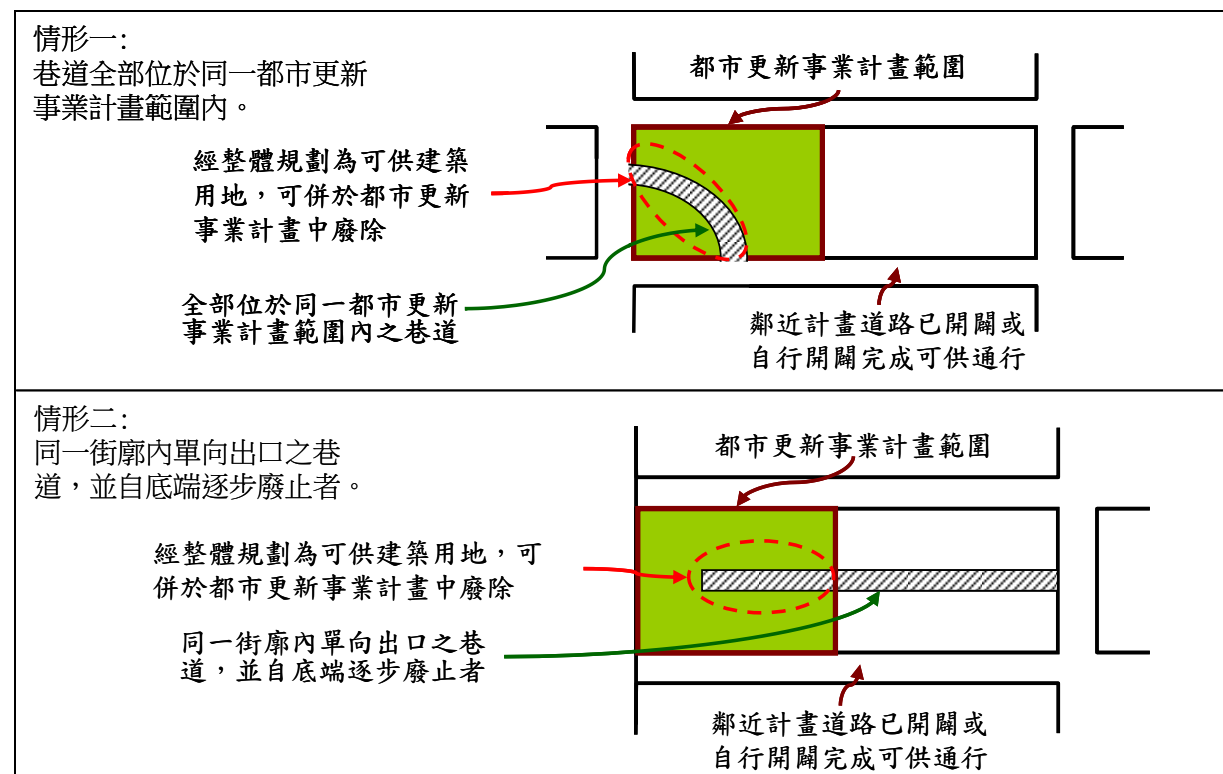 情形一:
巷道全部位於同一都市更新
事業計畫範圍內。
都市更新事業計畫範圍
經整體規劃為可供建築
用地，可併於都市更新
事業計畫中廢除
全部位於同一都市更新
事業計畫範圍內之巷道
鄰近計畫道路已開闢或
自行開闢完成可供通行
情形二:
同一街廓內單向出口之巷
道，並自底端逐步廢止者。
都市更新事業計畫範圍
經整體規劃為可供建築用地，可
併於都市更新事業計畫中廢除
同一街廓內單向出口之巷
道，並自底端逐步廢止者
鄰近計畫道路已開闢或
自行開闢完成可供通行